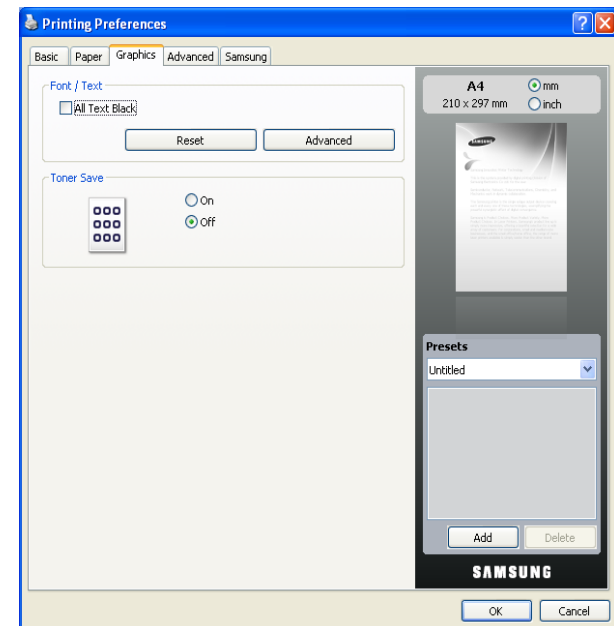 Printing Preferences
Basic Paper Graphics Advanced Samsung
Font / Text
All Text Black
Reset Advanced
Toner Save
On
Off
A4
210 x 297 mm
mm
inch
SAMSUNG
Presets
Untitled
Add Delete
SAMSUNG
OK Cancel